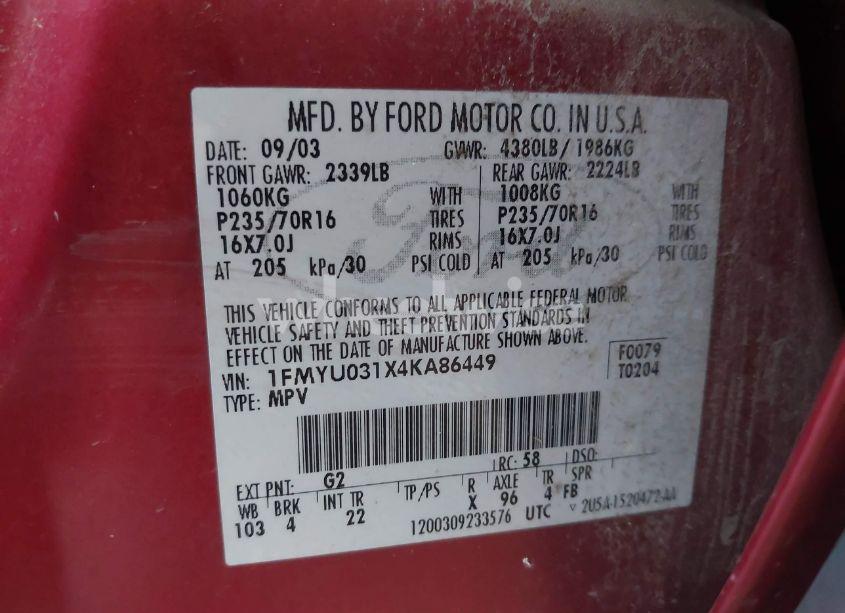 MFD. BY FORD MOTOR CO. IN U.S.A.
DATE: 09/03 GVWR: 4380LB/ 1986KG
FRONT GAWR: 2339LB REAR GAWR: 2224LB
1060KG WITH 1008KG WITH
P235/70R16 TIRES P235/70R16 TIRES
16X7.0J RIMS 16X7.0J RIMS
AT 205 kPa/30 PSI COLD AT 205 kPa/30 PSI COLD
THIS VEHICLE CONFORMS TO ALL APPLICABLE FEDERAL MOTOR
VEHICLE SAFETY AND THEFT PREVENTION STANDARDS IN
EFFECT ON THE DATE OF MANUFACTURE SHOWN ABOVE.
VIN: 1FMYU031X4KA86449 F0079
TYPE: MPV T0204
EXT PNT: G2 RC: 58 DSO:
WB BRK INT TR TP/PS R AXLE TR SPR
103 4 22 X 96 4 FB
1200309233576 UTC 2U5A-1520472-AA
Ford